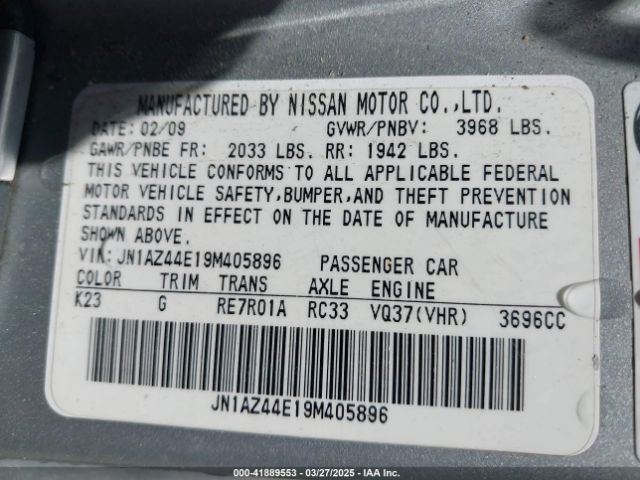 MANUFACTURED BY NISSAN MOTOR CO.,LTD.
DATE: 02/09 GVWR/PNBV: 3968 LBS.
GAWR/PNBE FR: 2033 LBS. RR: 1942 LBS.
THIS VEHICLE CONFORMS TO ALL APPLICABLE FEDERAL
MOTOR VEHICLE SAFETY,BUMPER,AND THEFT PREVENTION
STANDARDS IN EFFECT ON THE DATE OF MANUFACTURE
SHOWN ABOVE.
VIN:JN1AZ44E19M405896 PASSENGER CAR
COLOR TRIM TRANS AXLE ENGINE
K23 G RE7R01A RC33 VQ37(VHR) 3696CC
JN1AZ44E19M405896
000-41889553 — 03/27/2025 — IAA Inc.